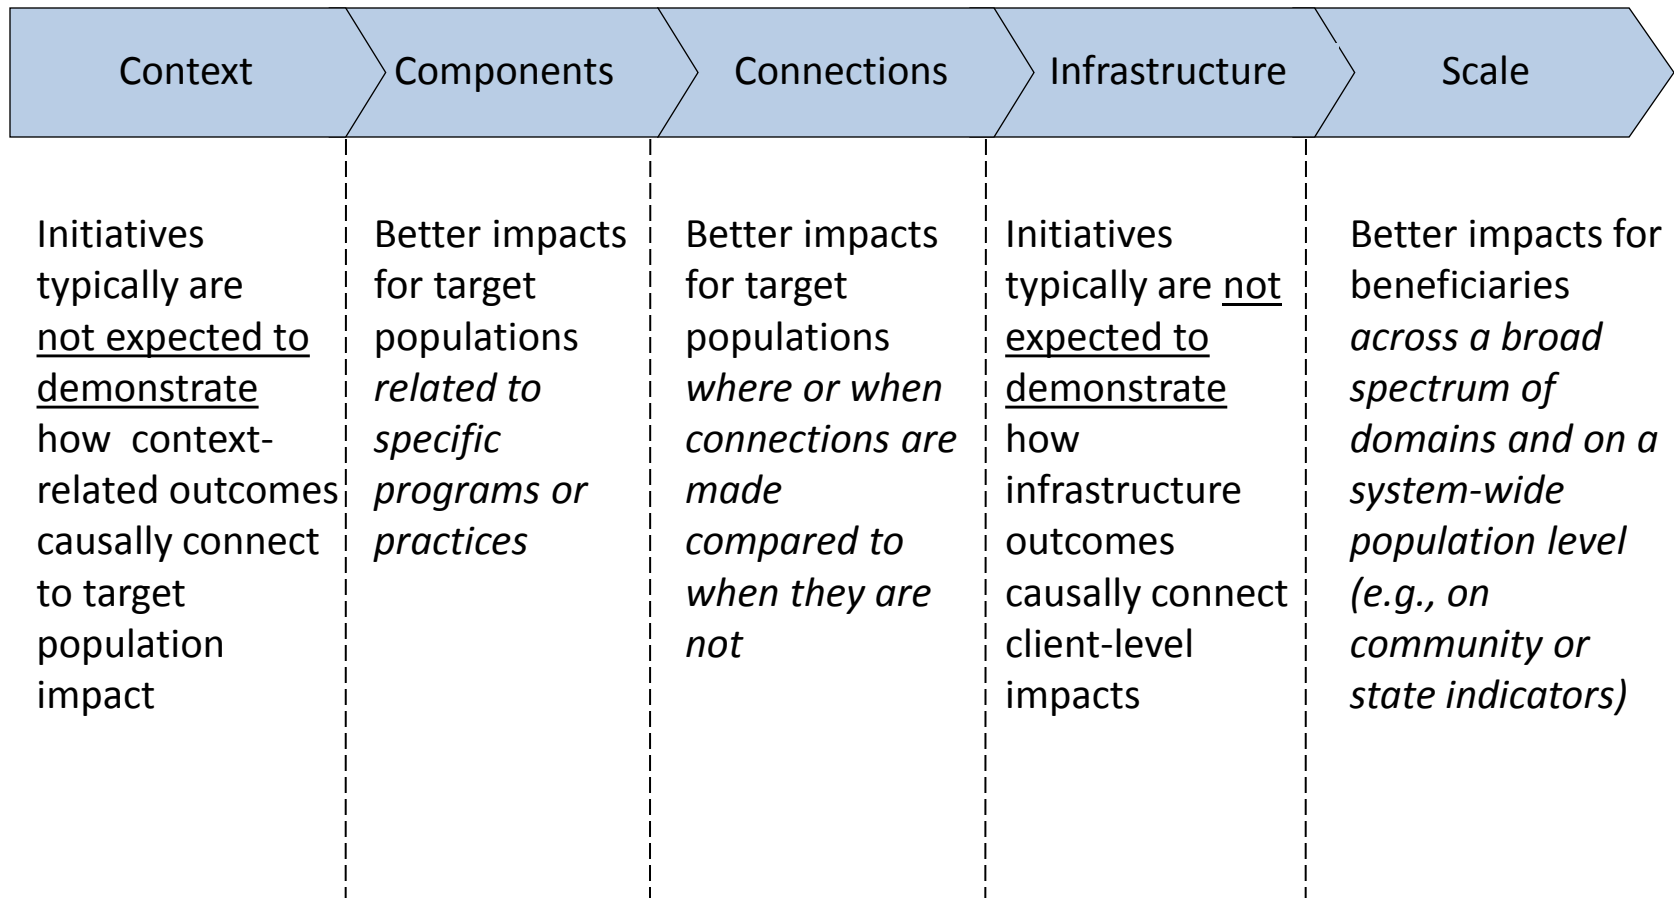 Context
Components
Connections
Infrastructure
Scale
Initiatives
typically are
not expected to
demonstrate
how  context-
related outcomes
causally connect
to target
population
impact
Better impacts
for target
populations
related to
specific
programs or
practices
Better impacts
for target
populations
where or when
connections are
made
compared to
when they are
not
Initiatives
typically are not
expected to
demonstrate
how
infrastructure
outcomes
causally connect
client-level
impacts
Better impacts for
beneficiaries
across a broad
spectrum of
domains and on a
system-wide
population level
(e.g., on
community or
state indicators)